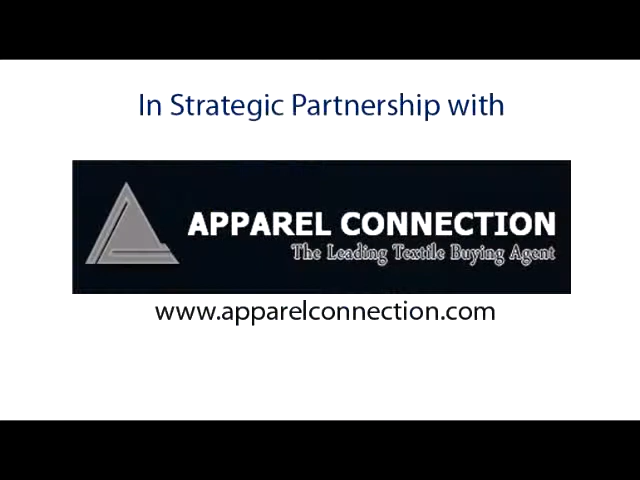 In Strategic Partnership with
APPAREL CONNECTION
The Leading Textile Buying Agent
www.apparelconnection.com